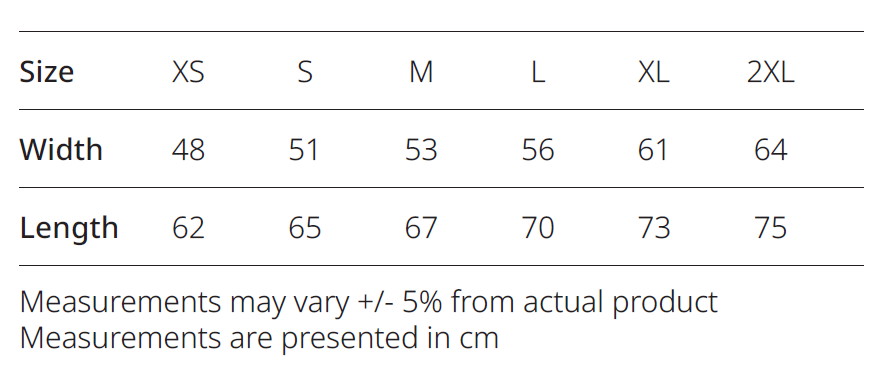 Size XS S M L XL 2XL
Width 48 51 53 56 61 64
Length 62 65 67 70 73 75
Measurements may vary +/- 5% from actual product
Measurements are presented in cm